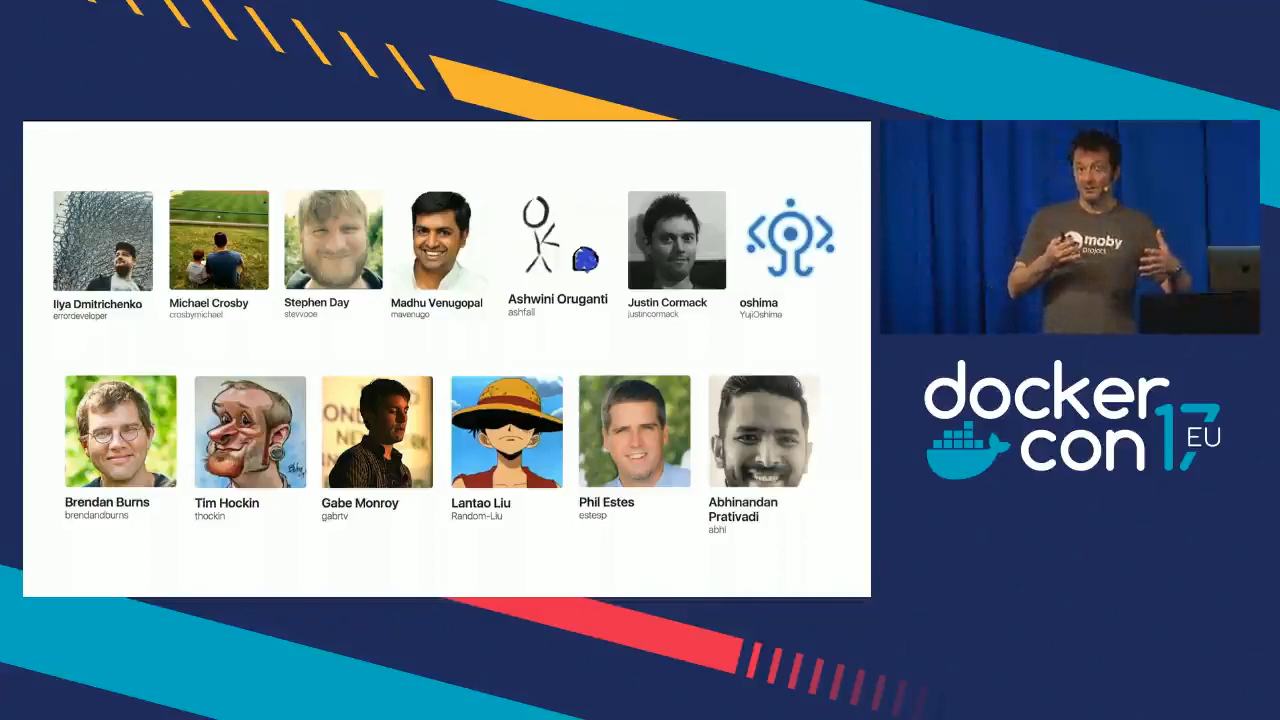 Ilya Dmitrichenko
errordeveloper
Michael Crosby
crosbymichael
Stephen Day
stevvooe
Madhu Venugopal
mavenugo
Ashwini Oruganti
ashfall
Justin Cormack
justincormack
oshima
YujiOshima
Brendan Burns
brendandburns
Tim Hockin
thockin
Gabe Monroy
gabrtv
Lantao Liu
Random-Liu
Phil Estes
estesp
Abhinandan
Prativadi
abhi
moby
project
docker
con 17 EU